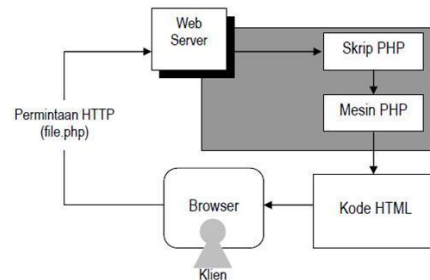 Web
Server
Skrip PHP
Mesin PHP
Permintaan HTTP
(file.php)
Browser
Kode HTML
Klien